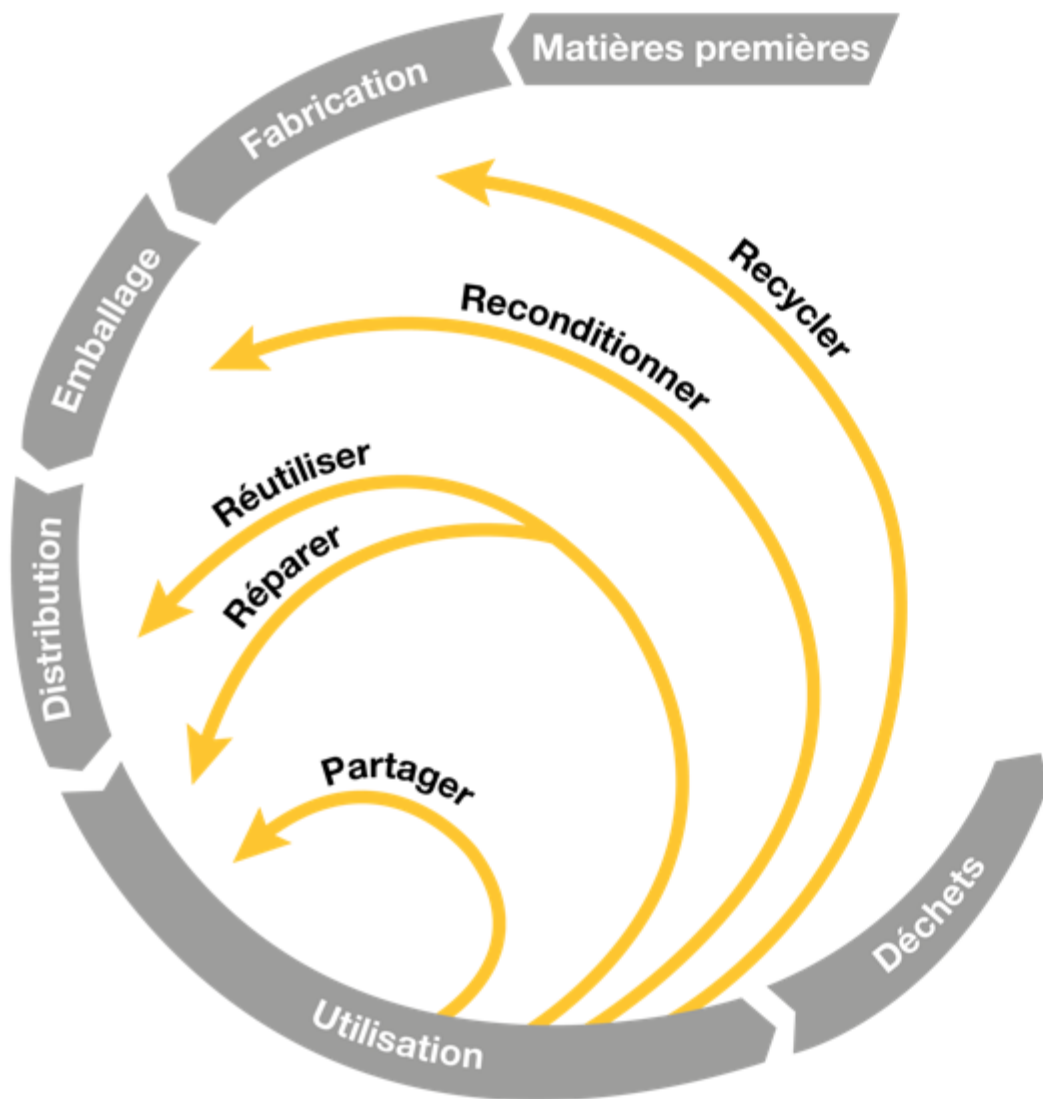 Matières premières
Fabrication
Emballage
Distribution
Utilisation
Déchets
Recycler
Reconditionner
Réutiliser
Réparer
Partager